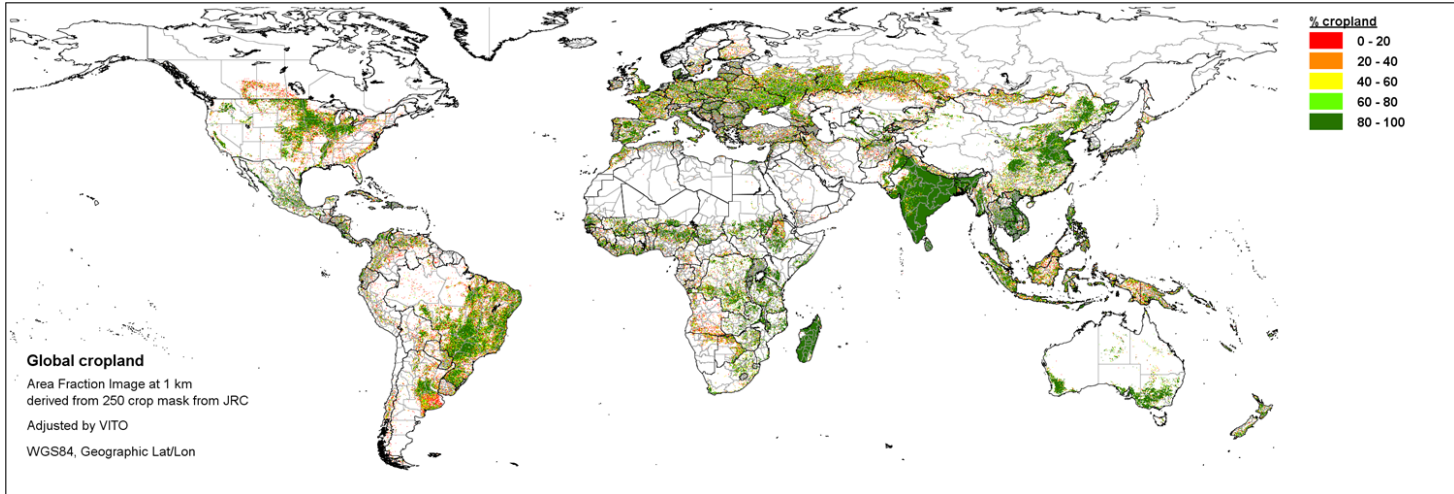 % cropland
0 - 20
20 - 40
40 - 60
60 - 80
80 - 100
Global cropland
Area Fraction Image at 1 km
derived from 250 crop mask from JRC
Adjusted by VITO
WGS84, Geographic Lat/Lon